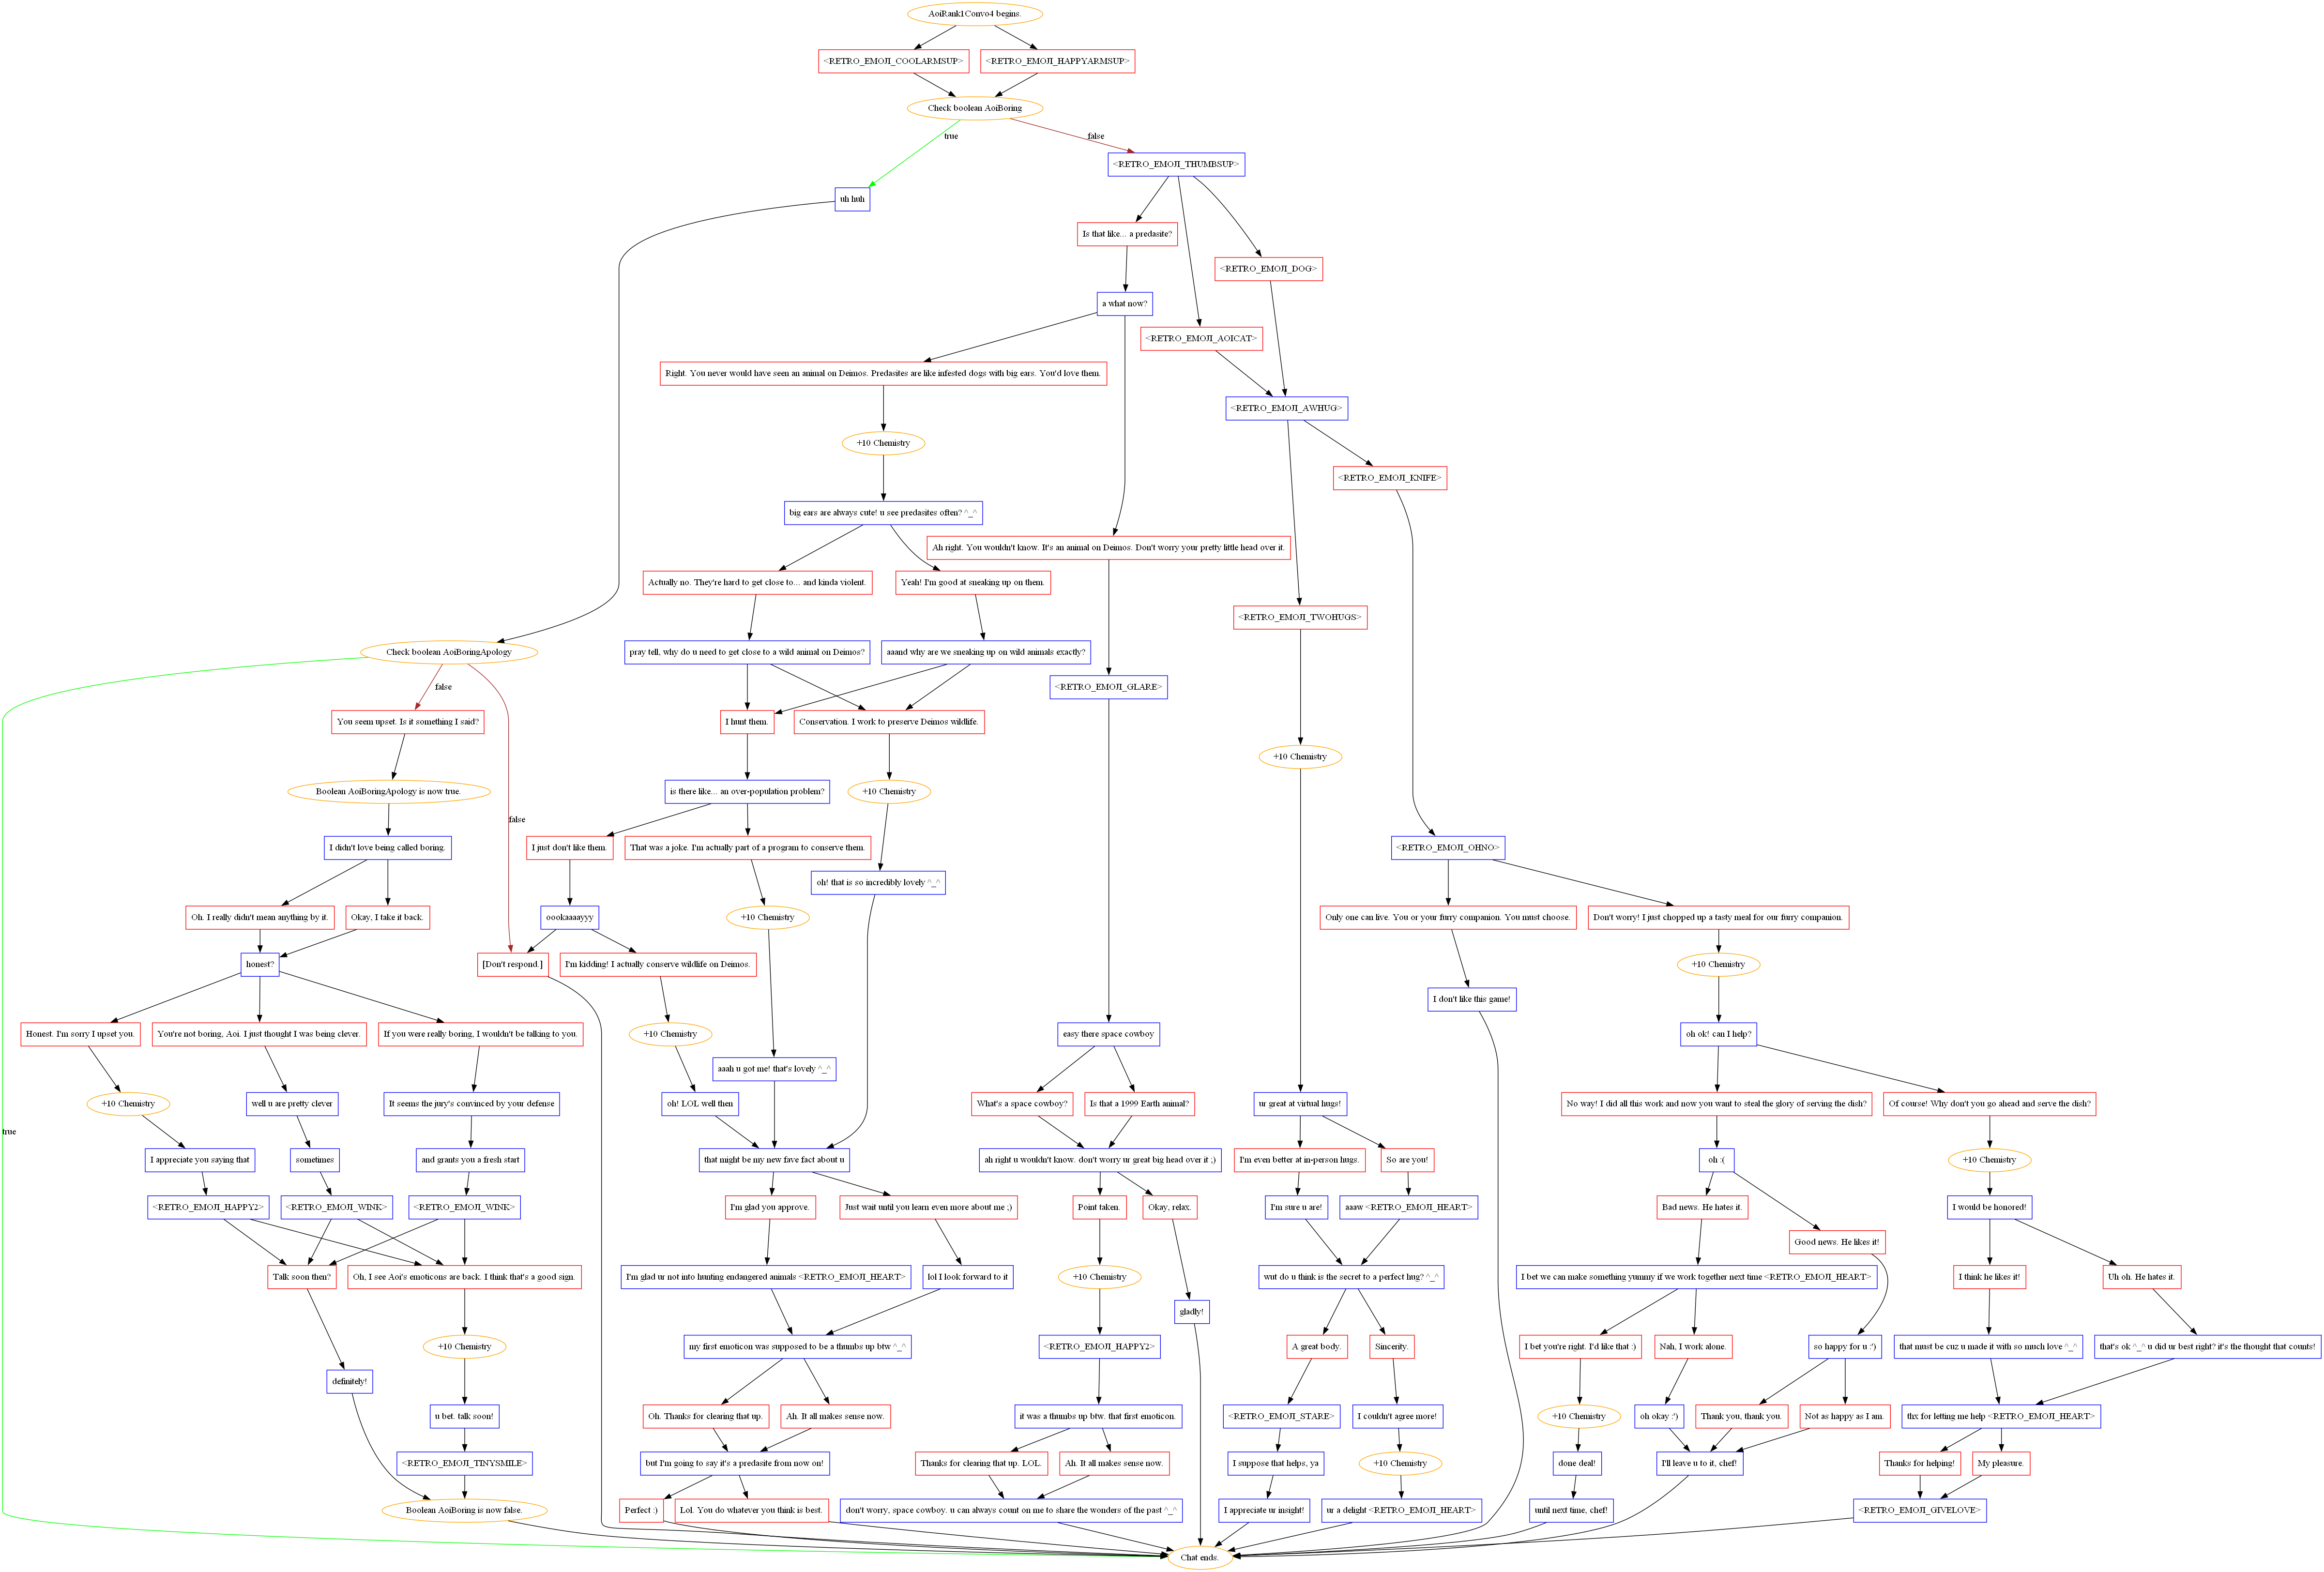 AoiRank1Convo4 begins.
<RETRO_EMOJI_COOLARMSUP>
<RETRO_EMOJI_HAPPYARMSUP>
Check boolean AoiBoring
true
false
<RETRO_EMOJI_THUMBSUP>
uh huh
Is that like... a predasite?
<RETRO_EMOJI_DOG>
a what now?
<RETRO_EMOJI_AOICAT>
Right. You never would have seen an animal on Deimos. Predasites are like infested dogs with big ears. You'd love them.
<RETRO_EMOJI_AWHUG>
+10 Chemistry
<RETRO_EMOJI_KNIFE>
big ears are always cute! u see predasites often? ^_^
Ah right. You wouldn't know. It's an animal on Deimos. Don't worry your pretty little head over it.
Actually no. They're hard to get close to... and kinda violent.
Yeah! I'm good at sneaking up on them.
<RETRO_EMOJI_TWOHUGS>
Check boolean AoiBoringApology
pray tell, why do u need to get close to a wild animal on Deimos?
aaand why are we sneaking up on wild animals exactly?
false
<RETRO_EMOJI_GLARE>
You seem upset. Is it something I said?
I hunt them.
Conservation. I work to preserve Deimos wildlife.
+10 Chemistry
Boolean AoiBoringApology is now true.
is there like... an over-population problem?
+10 Chemistry
false
I didn't love being called boring.
I just don't like them.
That was a joke. I'm actually part of a program to conserve them.
<RETRO_EMOJI_OHNO>
oh! that is so incredibly lovely ^_^
Oh. I really didn't mean anything by it.
Okay, I take it back.
oookaaaayyy
+10 Chemistry
Only one can live. You or your furry companion. You must choose.
Don't worry! I just chopped up a tasty meal for our furry companion.
honest?
[Don't respond.]
I'm kidding! I actually conserve wildlife on Deimos.
+10 Chemistry
I don't like this game!
Honest. I'm sorry I upset you.
You're not boring, Aoi. I just thought I was being clever.
If you were really boring, I wouldn't be talking to you.
+10 Chemistry
easy there space cowboy
oh ok! can I help?
aaah u got me! that's lovely ^_^
+10 Chemistry
well u are pretty clever
It seems the jury's convinced by your defense
oh! LOL well then
What's a space cowboy?
Is that a 1999 Earth animal?
ur great at virtual hugs!
No way! I did all this work and now you want to steal the glory of serving the dish?
Of course! Why don't you go ahead and serve the dish?
true
I appreciate you saying that
sometimes
and grants you a fresh start
that might be my new fave fact about u
ah right u wouldn't know. don't worry ur great big head over it ;)
I'm even better at in-person hugs.
So are you!
oh :(
+10 Chemistry
<RETRO_EMOJI_HAPPY2>
<RETRO_EMOJI_WINK>
<RETRO_EMOJI_WINK>
I'm glad you approve.
Just wait until you learn even more about me ;)
Point taken.
Okay, relax.
I'm sure u are!
aaaw <RETRO_EMOJI_HEART>
Bad news. He hates it.
I would be honored!
Good news. He likes it!
Talk soon then?
Oh, I see Aoi's emoticons are back. I think that's a good sign.
I'm glad ur not into hunting endangered animals <RETRO_EMOJI_HEART>
lol I look forward to it
+10 Chemistry
wut do u think is the secret to a perfect hug? ^_^
I bet we can make something yummy if we work together next time <RETRO_EMOJI_HEART>
I think he likes it!
Uh oh. He hates it.
gladly!
+10 Chemistry
my first emoticon was supposed to be a thumbs up btw ^_^
<RETRO_EMOJI_HAPPY2>
A great body.
Sincerity.
I bet you're right. I'd like that :)
Nah, I work alone.
so happy for u :')
that must be cuz u made it with so much love ^_^
that's ok ^_^ u did ur best right? it's the thought that counts!
definitely!
u bet. talk soon!
Oh. Thanks for clearing that up.
Ah. It all makes sense now.
it was a thumbs up btw. that first emoticon.
<RETRO_EMOJI_STARE>
I couldn't agree more!
+10 Chemistry
oh okay :')
Thank you, thank you.
Not as happy as I am.
thx for letting me help <RETRO_EMOJI_HEART>
<RETRO_EMOJI_TINYSMILE>
but I'm going to say it's a predasite from now on!
Thanks for clearing that up. LOL.
Ah. It all makes sense now.
I suppose that helps, ya
+10 Chemistry
done deal!
I'll leave u to it, chef!
Thanks for helping!
My pleasure.
Boolean AoiBoring is now false.
Perfect :)
Lol. You do whatever you think is best.
don't worry, space cowboy. u can always count on me to share the wonders of the past ^_^
I appreciate ur insight!
ur a delight <RETRO_EMOJI_HEART>
until next time, chef!
<RETRO_EMOJI_GIVELOVE>
Chat ends.